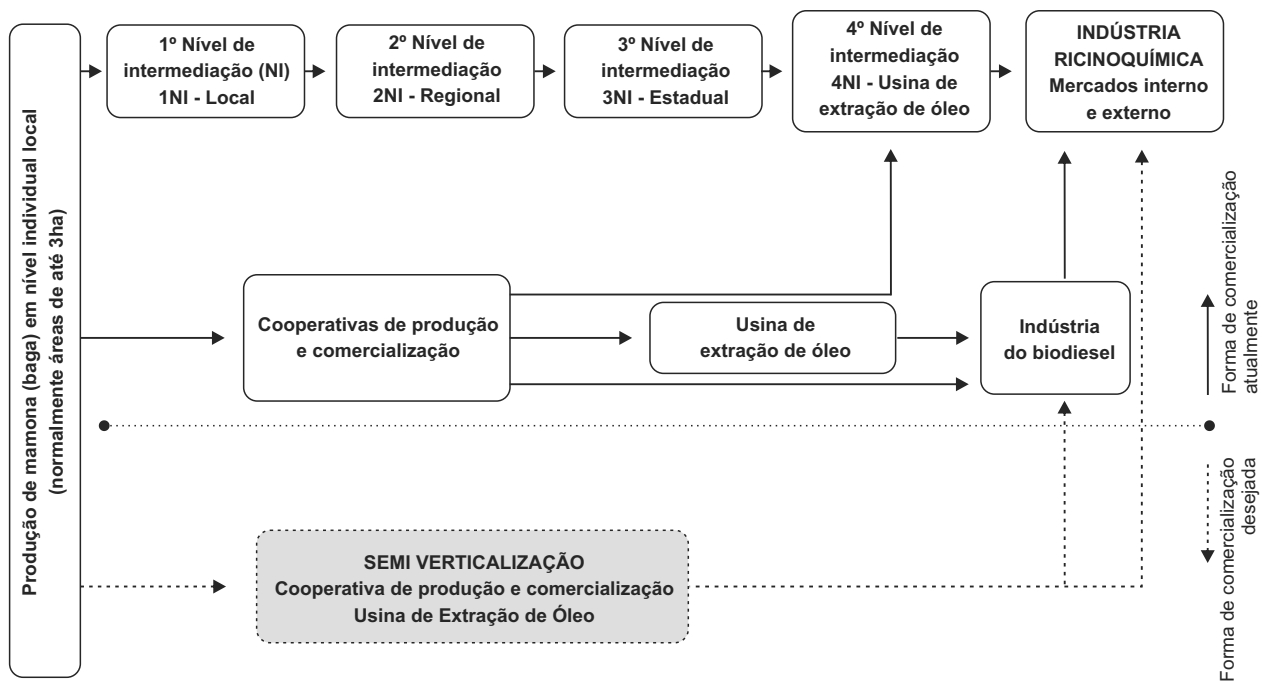 Produção de mamona (baga) em nível individual local
(normalmente áreas de até 3ha)
1º Nível de
intermediação (NI)
1NI - Local
2º Nível de
intermediação
2NI - Regional
3º Nível de
intermediação
3NI - Estadual
4º Nível de
intermediação
4NI - Usina de
extração de óleo
INDÚSTRIA
RICINOQUÍMICA
Mercados interno
e externo
Cooperativas de produção
e comercialização
Usina de
extração de óleo
Indústria
do biodiesel
Forma de comercialização
atualmente
SEMI VERTICALIZAÇÃO
Cooperativa de produção e comercialização
Usina de Extração de Óleo
Forma de comercialização
desejada